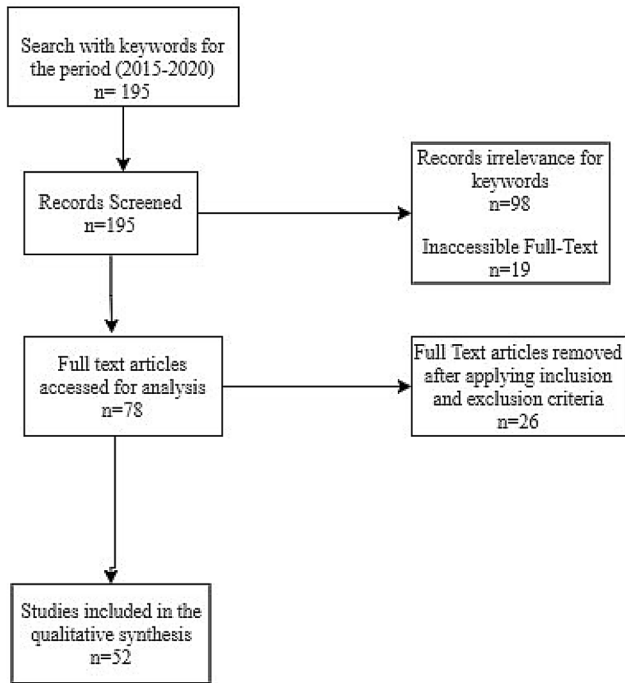 Search with keywords for
the period (2015-2020)
n= 195
Records Screened
n=195
Records irrelevance for
keywords
n=98
Inaccessible Full-Text
n=19
Full text articles
accessed for analysis
n=78
Full Text articles removed
after applying inclusion
and exclusion criteria
n=26
Studies included in the
qualitative synthesis
n=52